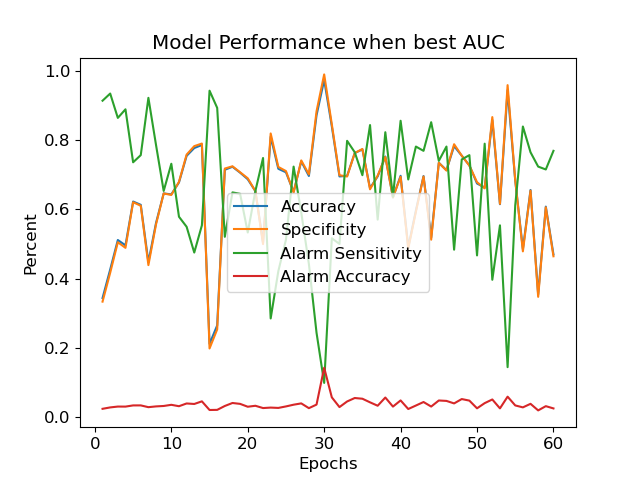 Model Performance when best AUC
1.0
0.8
0.6
0.4
0.2
0.0
Percent
Accuracy
Specificity
Alarm Sensitivity
Alarm Accuracy
0 10 20 30 40 50 60
Epochs